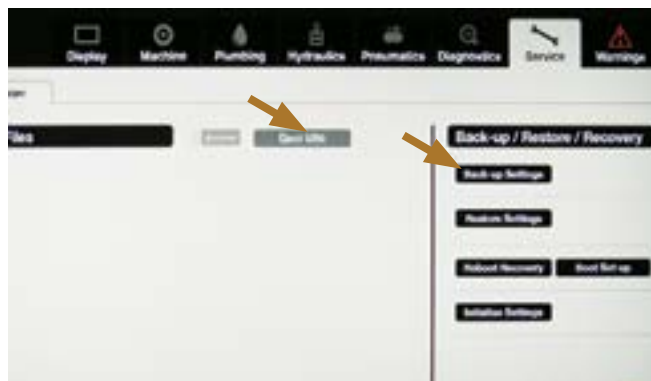 Display Machine Plumbing Hydraulics Pneumatics Diagnostics Service Warnings
Files
Back-up / Restore / Recovery
Back-up Settings
Restore Settings
Reboot Recovery
Boot Set-up
Initialise Settings